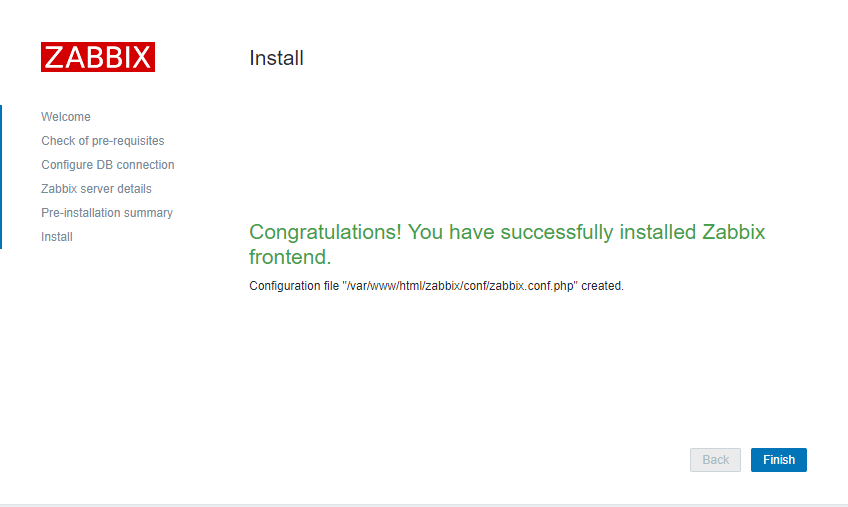 ZABBIX
Install
Welcome
Check of pre-requisites
Configure DB connection
Zabbix server details
Pre-installation summary
Install
Congratulations! You have successfully installed Zabbix
frontend.
Configuration file "/var/www/html/zabbix/conf/zabbix.conf.php" created.
Back
Finish